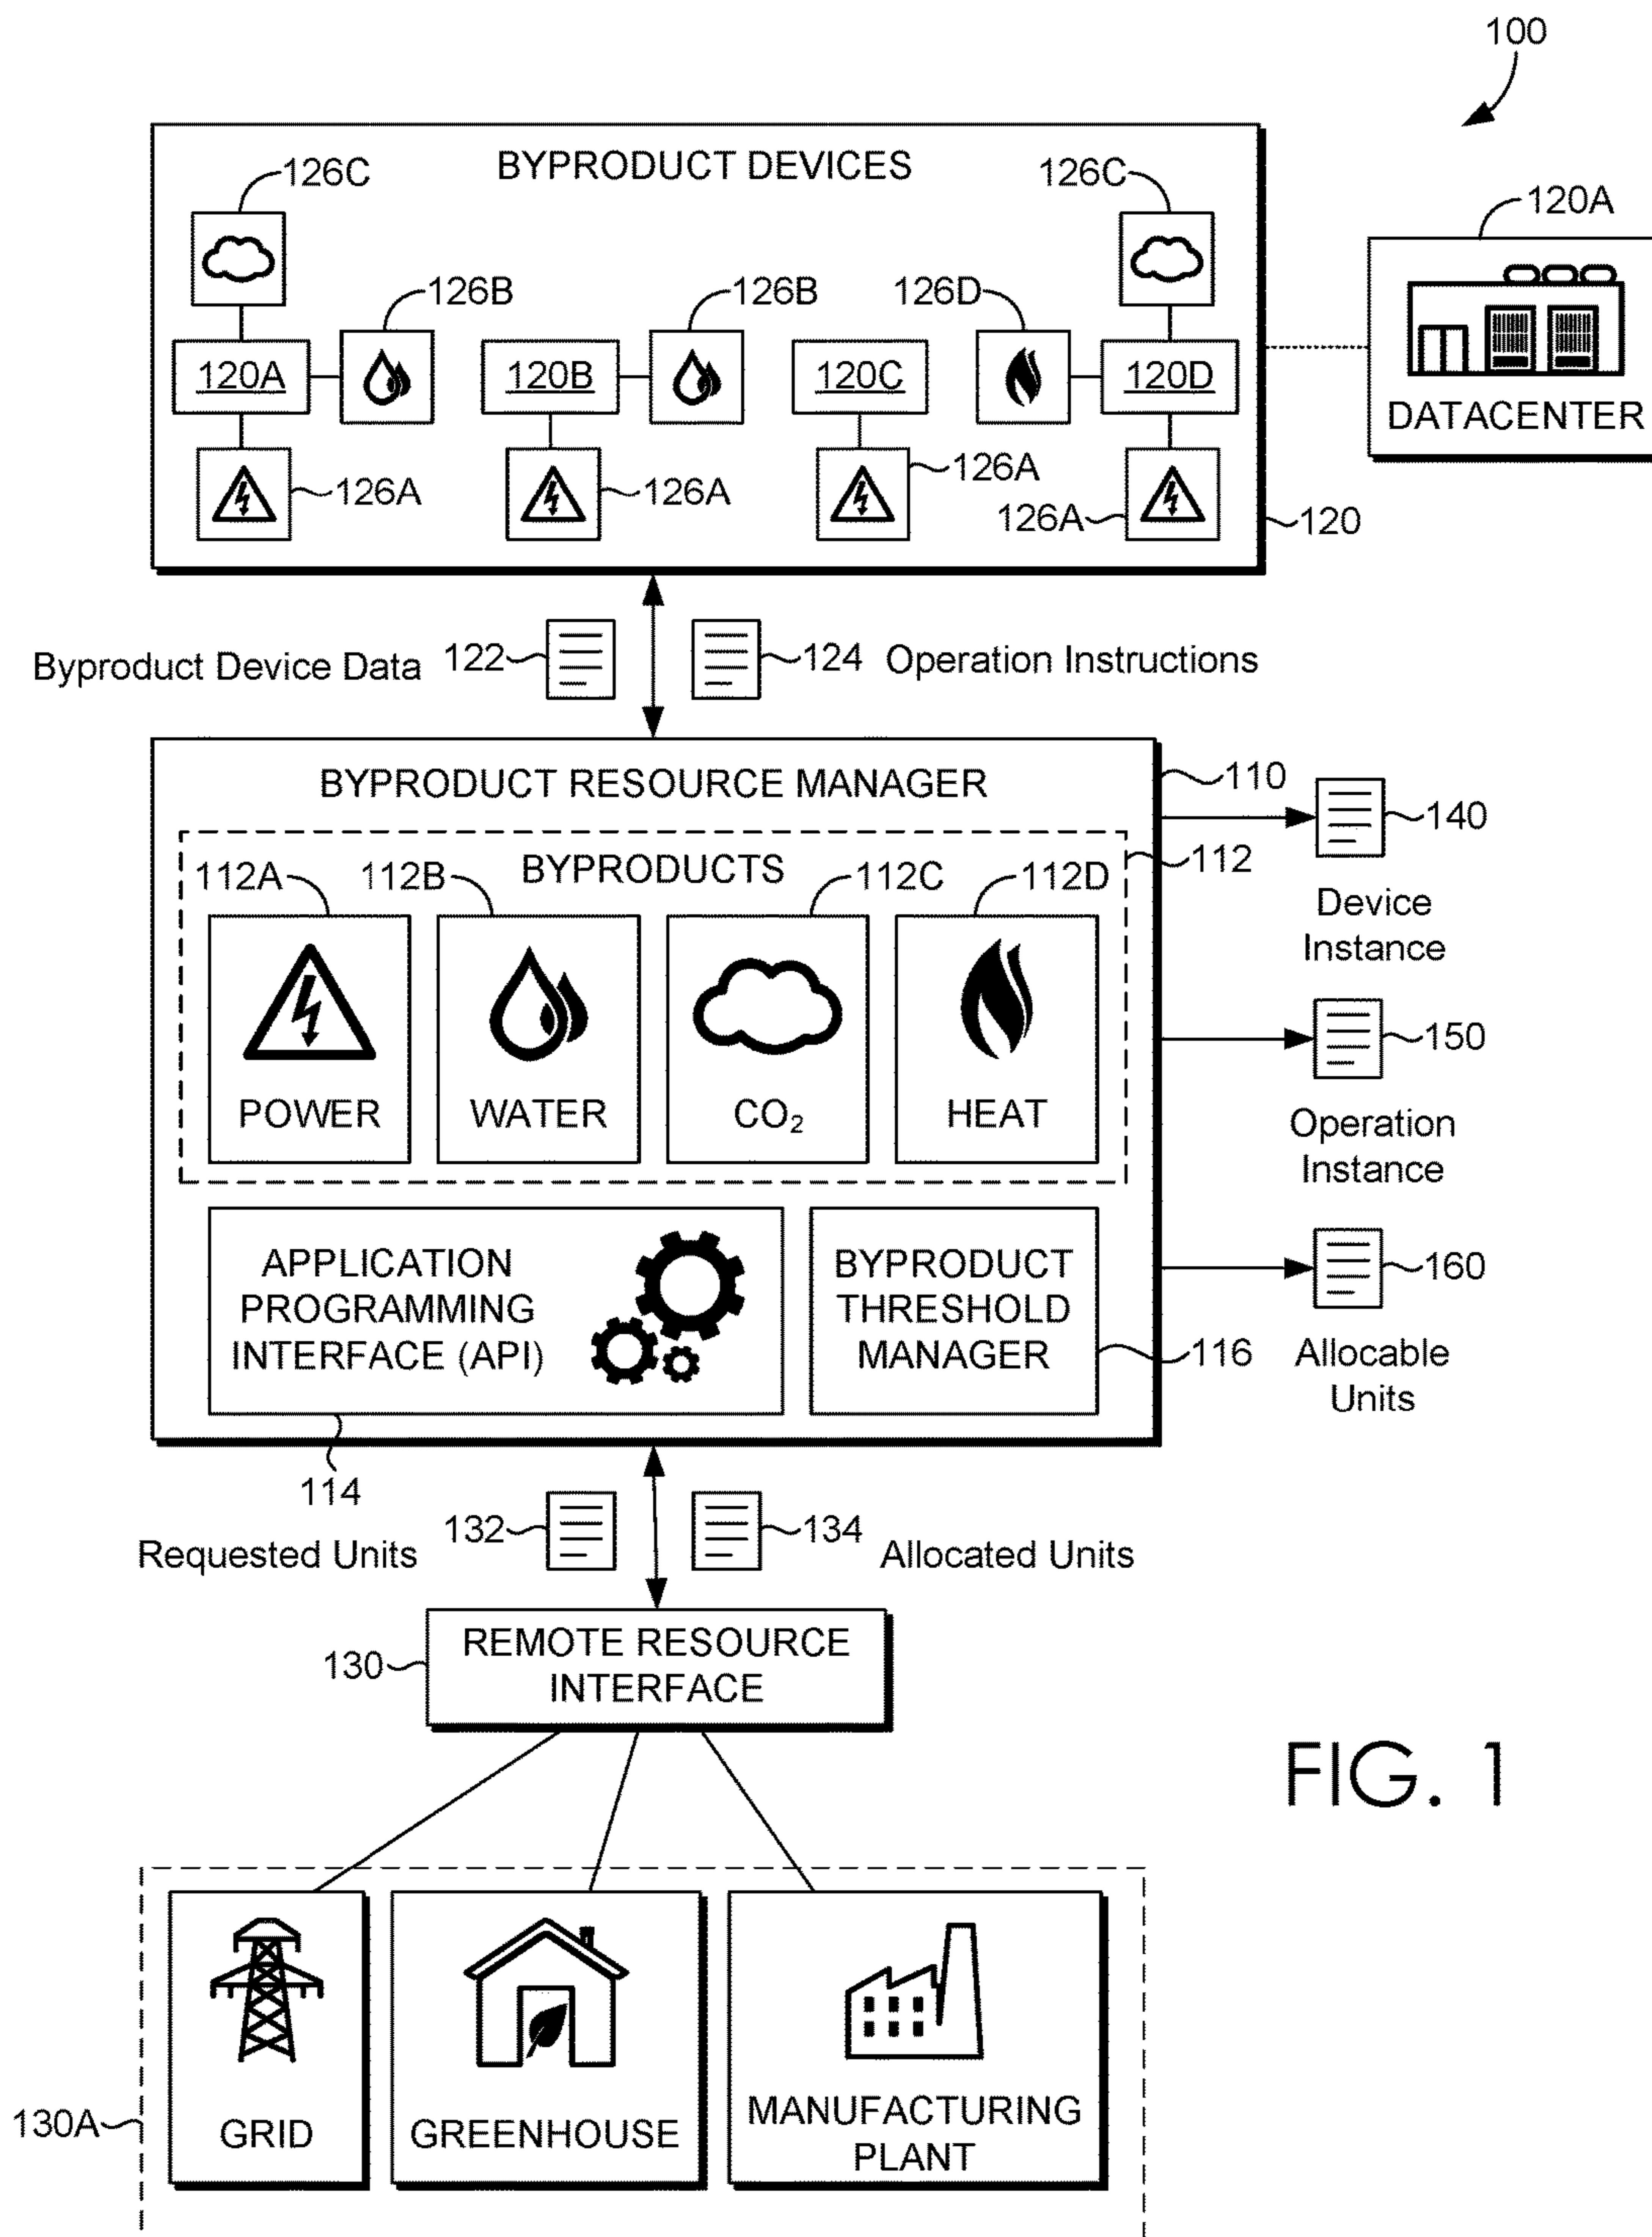 100
BYPRODUCT DEVICES
126C
126C
120A
126B
126B
126D
120A
120B
120C
120D
DATACENTER
126A
126A
126A
126A
120
Byproduct Device Data
122
124
Operation Instructions
BYPRODUCT RESOURCE MANAGER
110
140
Device
Instance
BYPRODUCTS
112
112A
112B
112C
112D
POWER
WATER
CO₂
HEAT
150
Operation
Instance
APPLICATION
PROGRAMMING
INTERFACE (API)
BYPRODUCT
THRESHOLD
MANAGER
160
116
Allocable
Units
114
Requested Units
132
134
Allocated Units
130
REMOTE RESOURCE
INTERFACE
FIG. 1
130A
GRID
GREENHOUSE
MANUFACTURING
PLANT